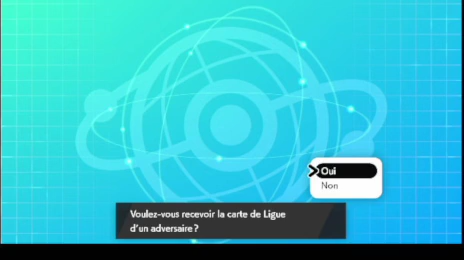 Oui
Non
Voulez-vous recevoir la carte de Ligue
d'un adversaire ?